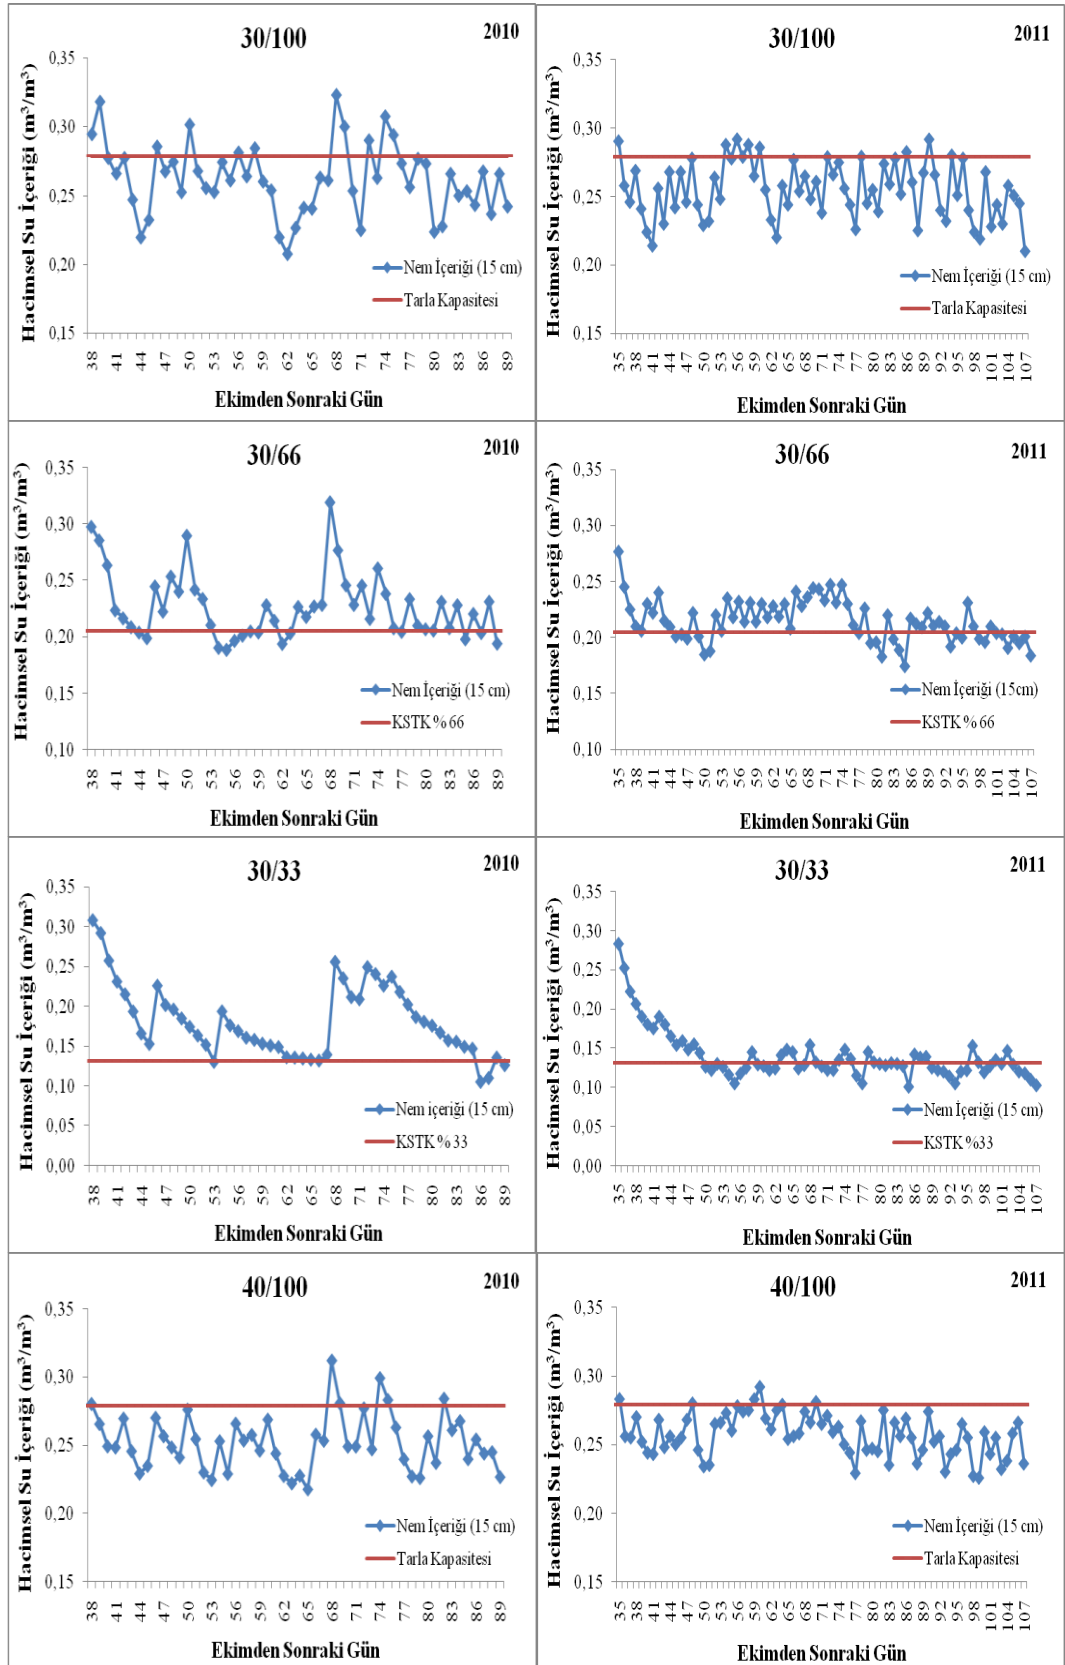 30/100
2010
Hacimsel Su İçeriği (m³/m³)
0,35
0,30
0,25
0,20
0,15
Nem İçeriği (15 cm)
Tarla Kapasitesi
38 41 44 47 50 53 56 59 62 65 68 71 74 77 80 83 86 89
Ekimden Sonraki Gün
30/100
2011
Hacimsel Su İçeriği (m³/m³)
0,35
0,30
0,25
0,20
0,15
Nem İçeriği (15 cm)
Tarla Kapasitesi
35 38 41 44 47 50 53 56 59 62 65 68 71 74 77 80 83 86 89 92 95 98 101 104 107
Ekimden Sonraki Gün
30/66
2010
Hacimsel Su İçeriği (m³/m³)
0,35
0,30
0,25
0,20
0,15
0,10
Nem İçeriği (15 cm)
KSTK %66
38 41 44 47 50 53 56 59 62 65 68 71 74 77 80 83 86 89
Ekimden Sonraki Gün
30/66
2011
Hacimsel Su İçeriği (m³/m³)
0,35
0,30
0,25
0,20
0,15
0,10
Nem İçeriği (15cm)
KSTK %66
35 38 41 44 47 50 53 56 59 62 65 68 71 74 77 80 83 86 89 92 95 98 101 104 107
Ekimden Sonraki Gün
30/33
2010
Hacimsel Su İçeriği (m³/m³)
0,35
0,30
0,25
0,20
0,15
0,10
0,05
0,00
Nem içeriği (15 cm)
KSTK %33
38 41 44 47 50 53 56 59 62 65 68 71 74 77 80 83 86 89
Ekimden Sonraki Gün
30/33
2011
Hacimsel Su İçeriği (m³/m³)
0,35
0,30
0,25
0,20
0,15
0,10
0,05
0,00
Nem İçeriği (15 cm)
KSTK %33
35 38 41 44 47 50 53 56 59 62 65 68 71 74 77 80 83 86 89 92 95 98 101 104 107
Ekimden Sonraki Gün
40/100
2010
Hacimsel Su İçeriği (m³/m³)
0,35
0,30
0,25
0,20
0,15
Nem İçeriği (15 cm)
Tarla Kapasitesi
38 41 44 47 50 53 56 59 62 65 68 71 74 77 80 83 86 89
Ekimden Sonraki Gün
40/100
2011
Hacimsel Su İçeriği (m³/m³)
0,35
0,30
0,25
0,20
0,15
Nem İçeriği (15 cm)
Tarla Kapasitesi
35 38 41 44 47 50 53 56 59 62 65 68 71 74 77 80 83 86 89 92 95 98 101 104 107
Ekimden Sonraki Gün